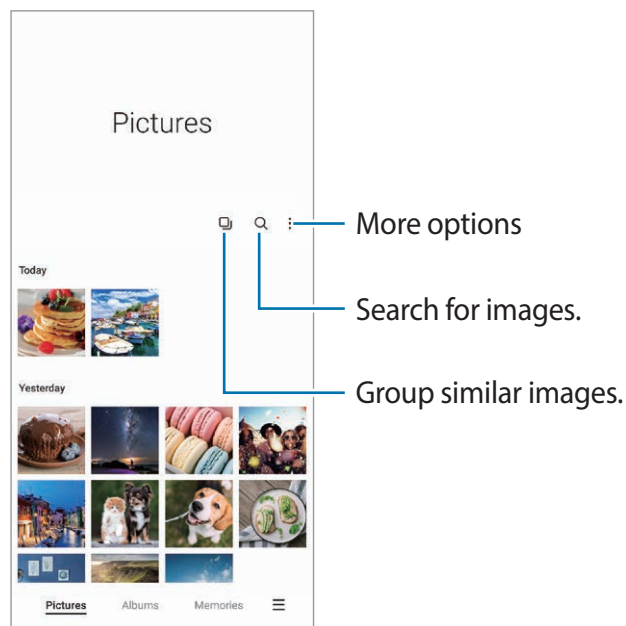 Pictures
More options
Today
Search for images.
Yesterday
Group similar images.
Pictures Albums Memories